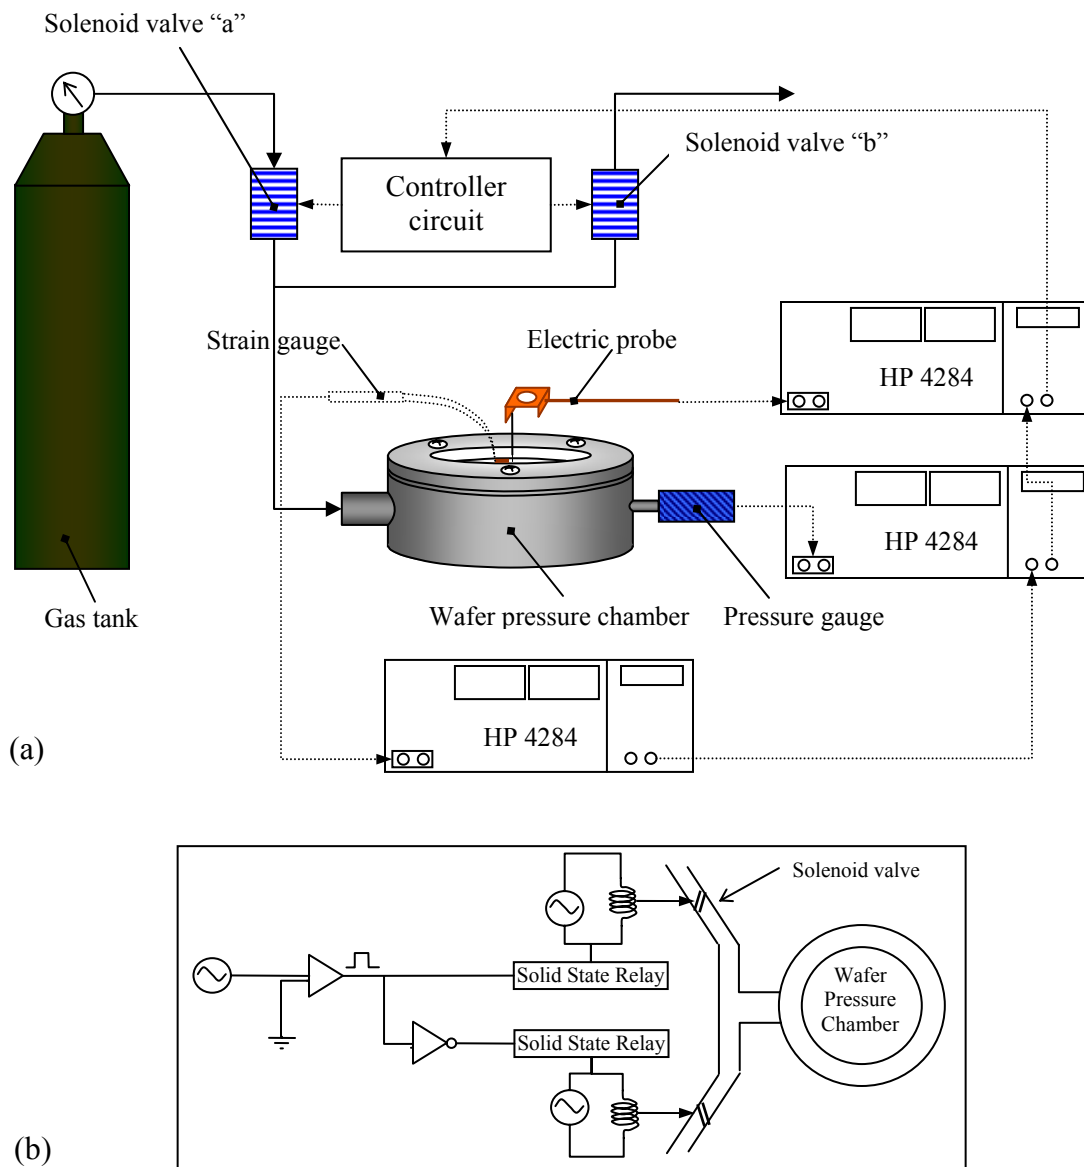 Solenoid valve “a”
Solenoid valve “b”
Controller
circuit
Strain gauge
Electric probe
HP 4284
HP 4284
Gas tank
Wafer pressure chamber
Pressure gauge
HP 4284
(a)
Solenoid valve
Solid State Relay
Wafer
Pressure
Chamber
Solid State Relay
(b)